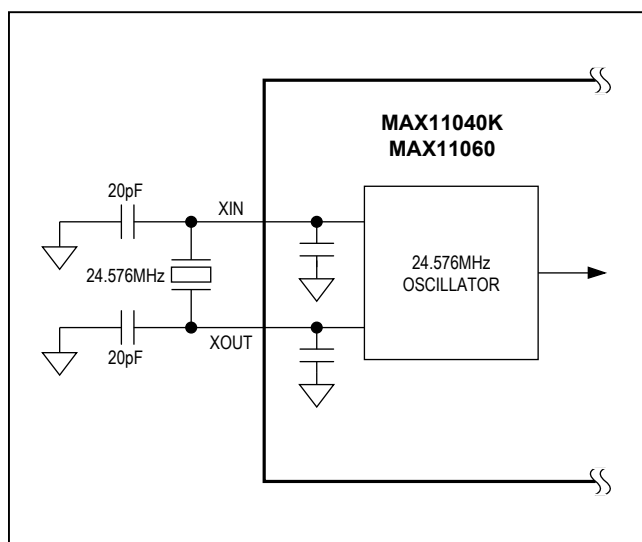 MAX11040K
MAX11060
20pF
XIN
24.576MHz
24.576MHz
OSCILLATOR
XOUT
20pF